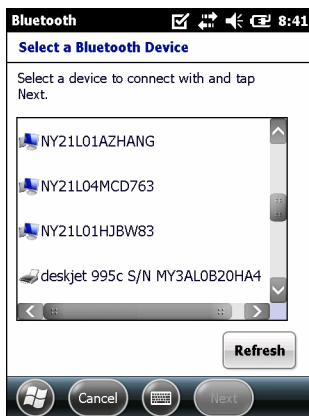 Bluetooth 8:41
Select a Bluetooth Device
Select a device to connect with and tap
Next.
NY21L01AZHANG
NY21L04MCD763
NY21L01HJBW83
deskjet 995c S/N MY3AL0B20HA4
Refresh
Cancel Next